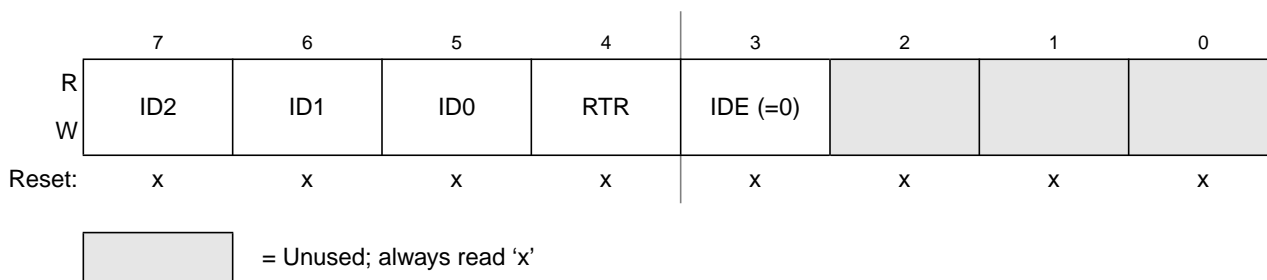 7 6 5 4 3 2 1 0
R
ID2 ID1 ID0 RTR IDE (=0)
W
Reset: x x x x x x x x
= Unused; always read ‘x’